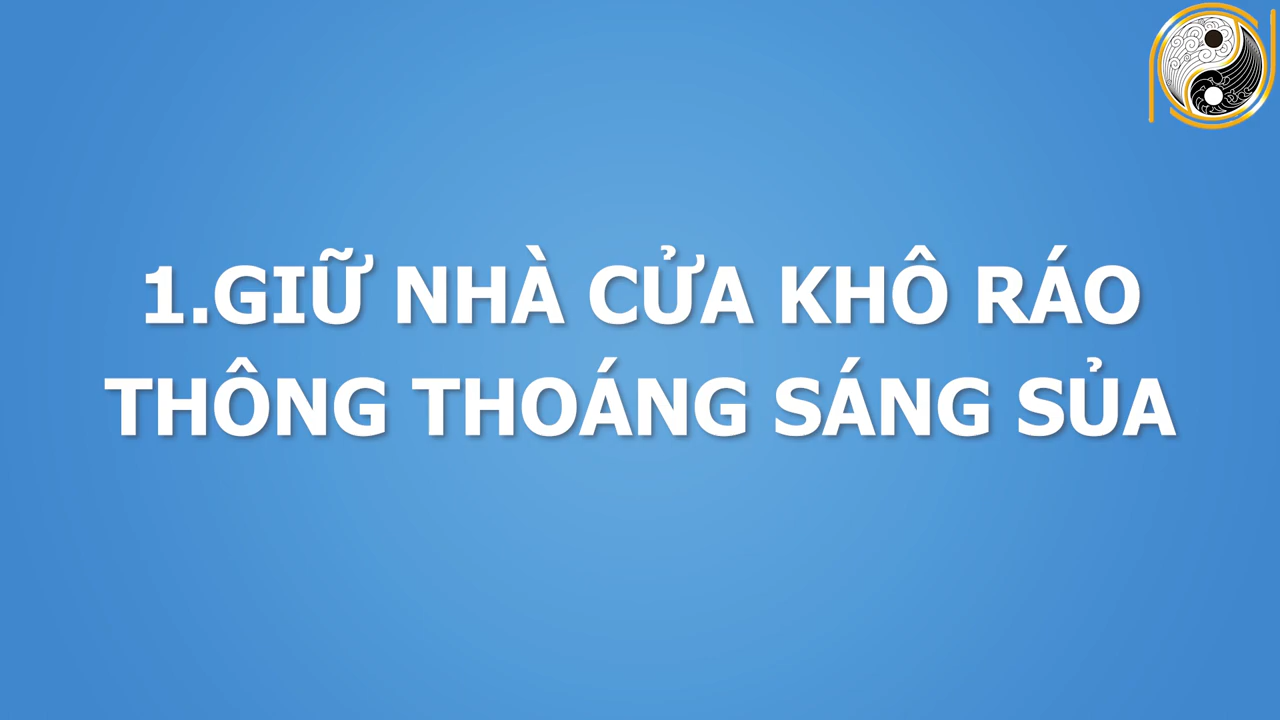 1.GIỮ NHÀ CỬA KHÔ RÁO
THÔNG THOÁNG SÁNG SỦA